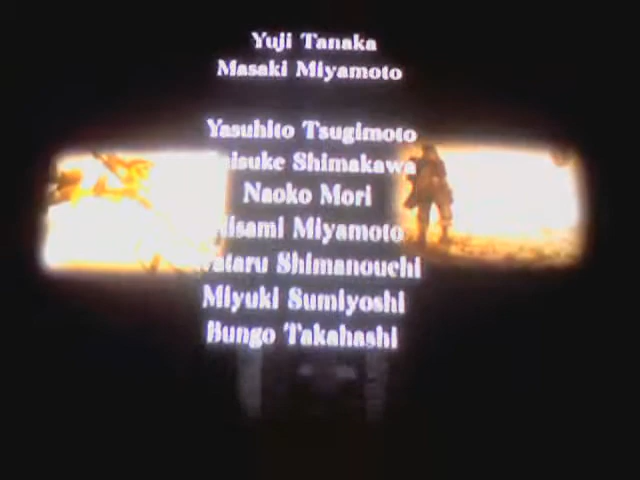 Yuji Tanaka
Masaki Miyamoto
Yasuhito Tsugimoto
Shimakawa
Naoko Mori
Miyamoto
Shimanouchi
Miyuki Sumiyoshi
Bungo Takahashi